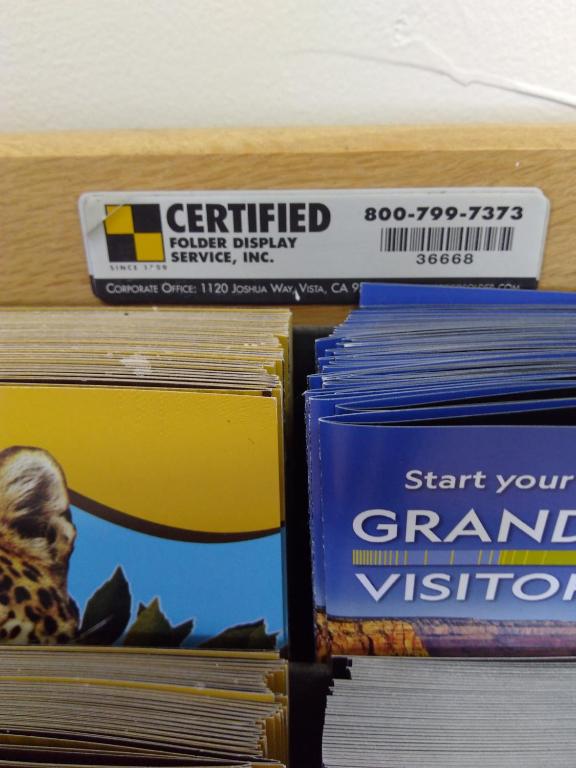 CERTIFIED
FOLDER DISPLAY
SERVICE, INC.
800-799-7373
36668
CORPORATE OFFICE: 1120 JOSHUA WAY, VISTA, CA
Start your
GRAND
VISITOR